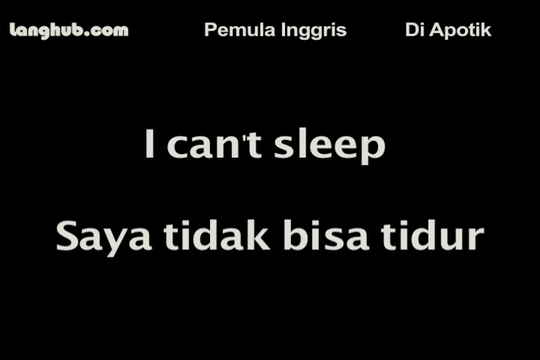 Langhub.com Pemula Inggris Di Apotik
I can't sleep
Saya tidak bisa tidur